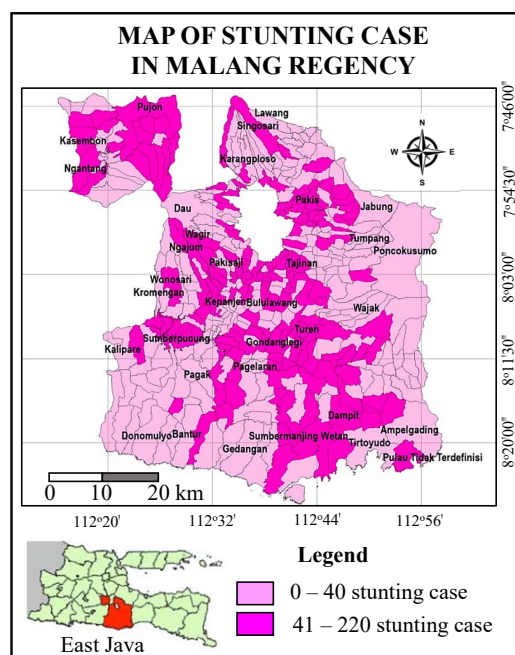 MAP OF STUNTING CASE
IN MALANG REGENCY
7°46'00"
7°54'30"
8°03'00"
8°11'30"
8°20'00"
N
W E
S
Pujon
Lawang
Singosari
Kasembon
Karangploso
Ngantang
Pakis
Jabung
Dau
Wagir
Tumpang
Ngajum
Poncokusumo
Pakisaji
Tajinan
Wonosari
Kromengan
Kepanjen
Bululawang
Wajak
Turen
Sumberpuoung
Gondanglegi
Kalipare
Pagelaran
Pagak
Dampit
Ampelgading
Donomulyo
Bantur
Sumbermanjing Wetan
Tirtoyudo
Gedangan
Pulau Tidak Terdefinisi
0 10 20 km
112°20' 112°32' 112°44' 112°56'
Legend
0 – 40 stunting case
41 – 220 stunting case
East Java